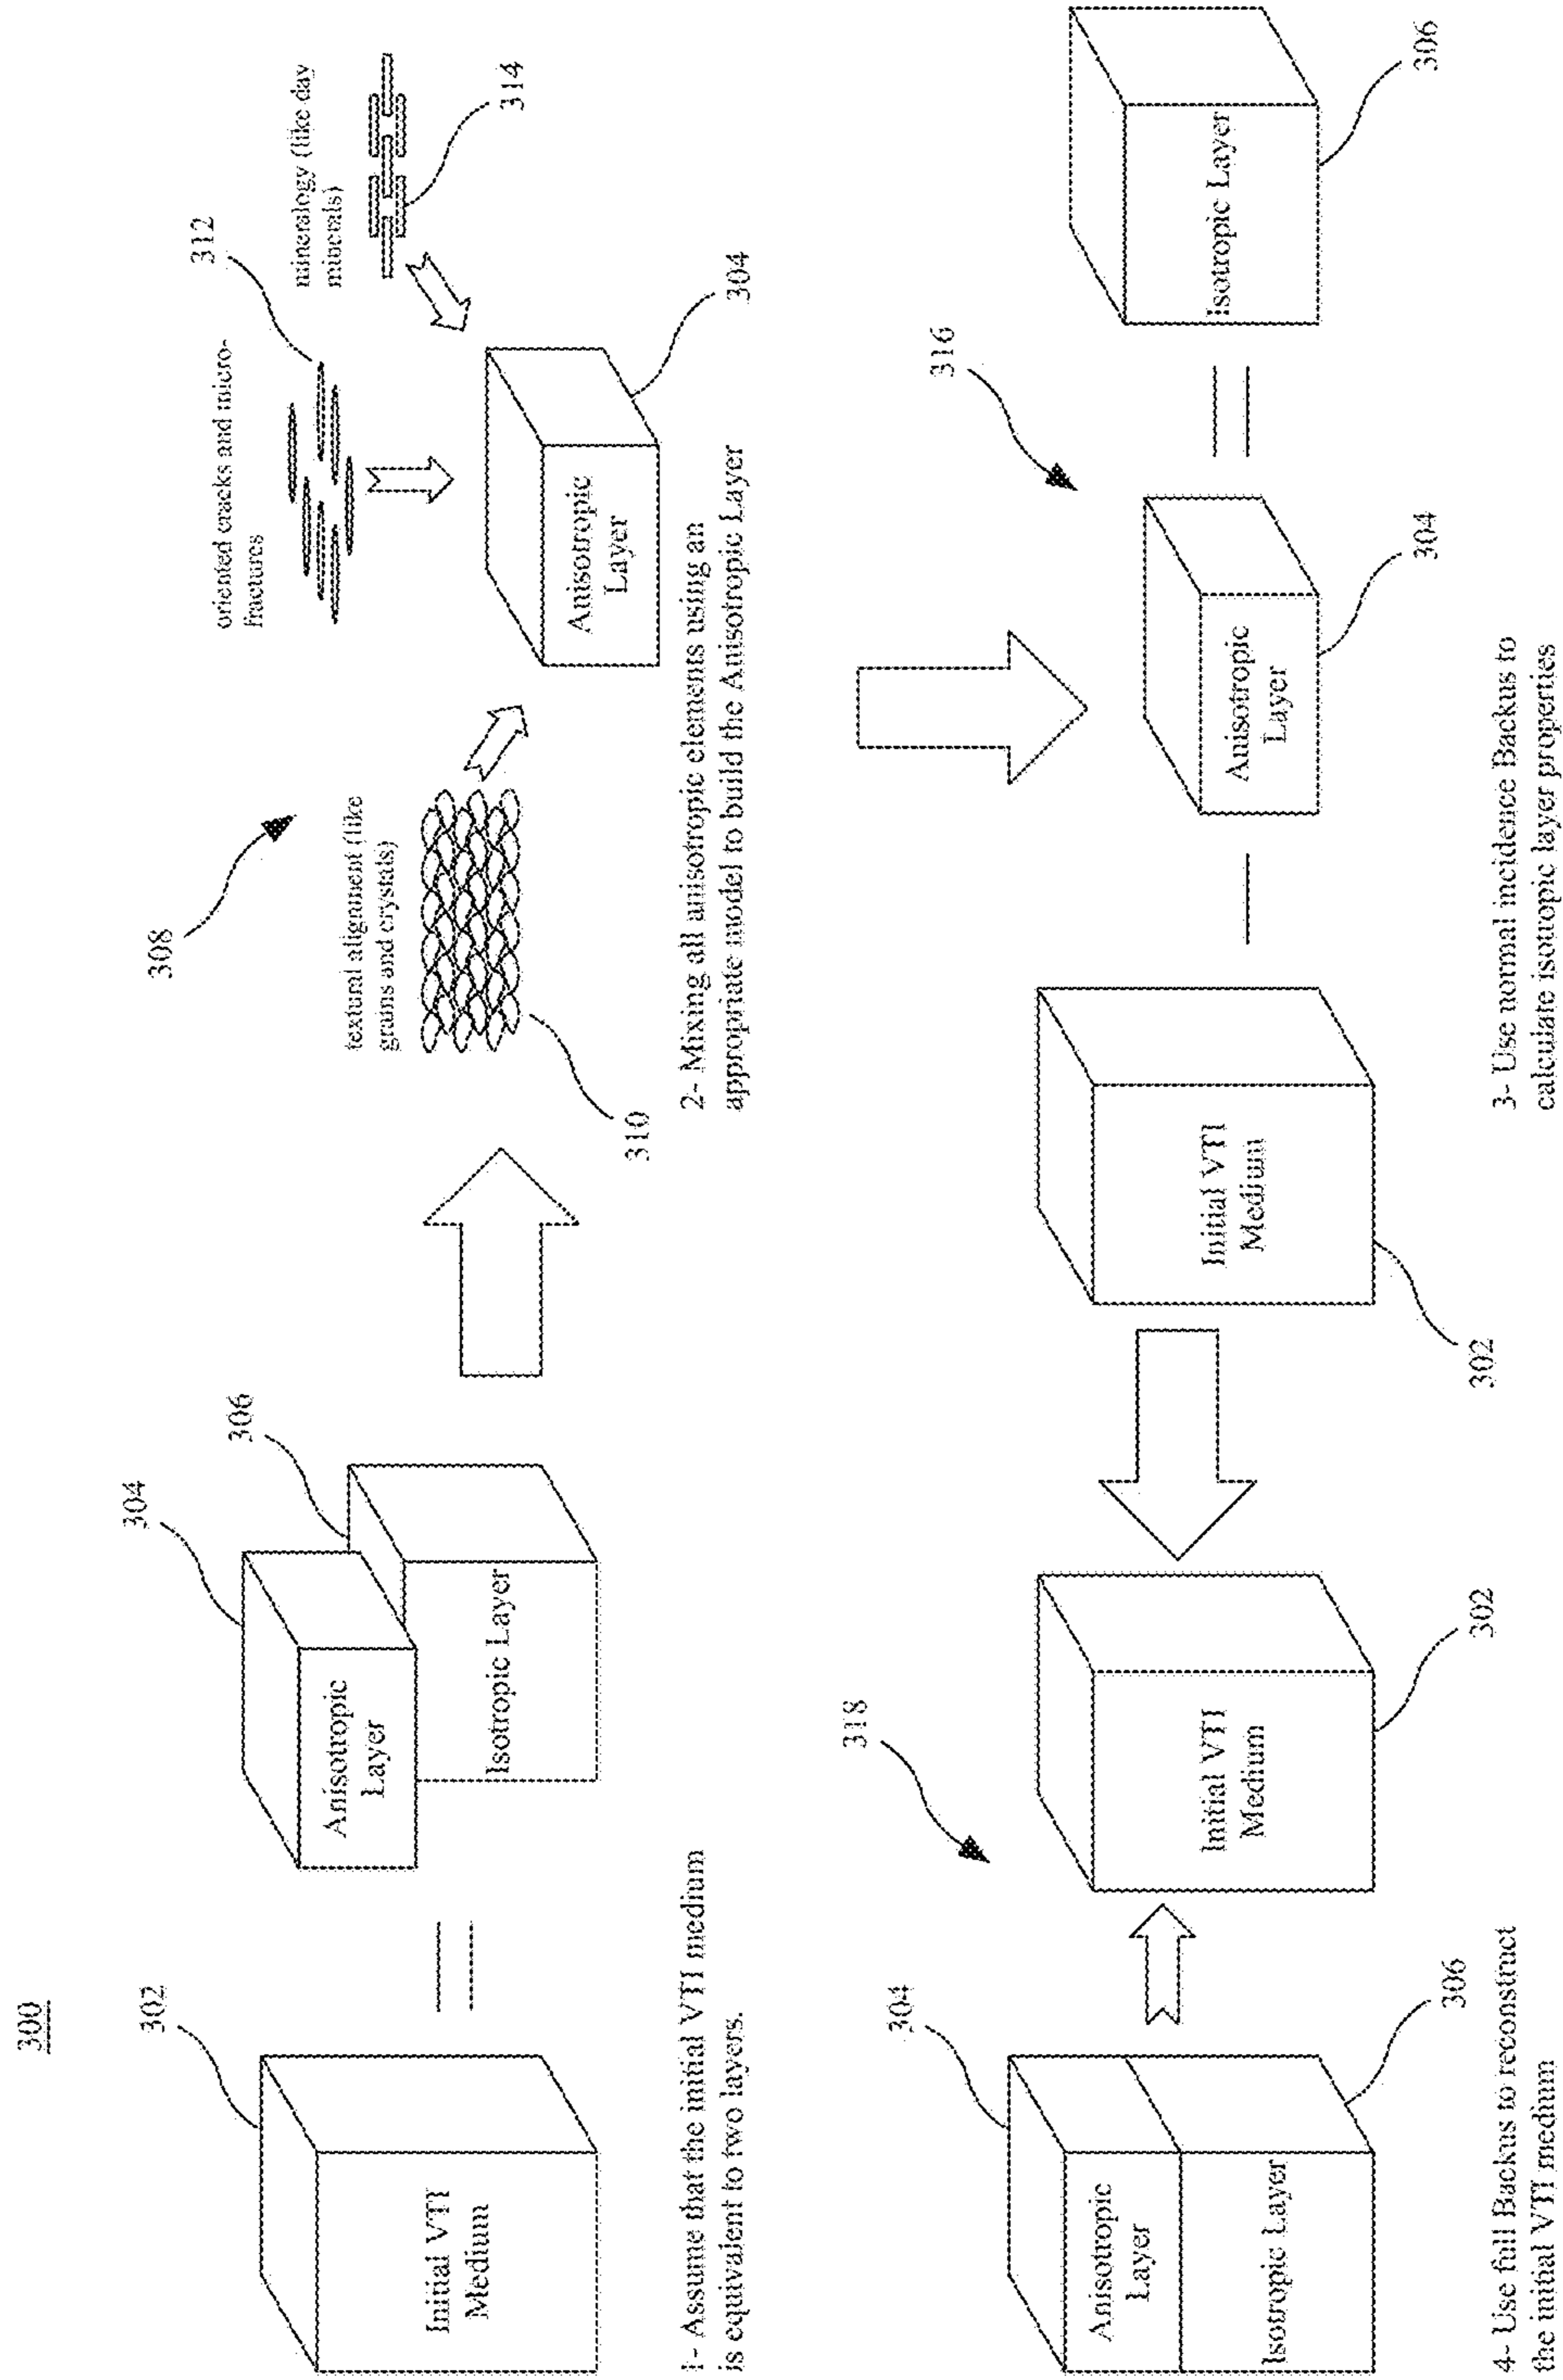 300
302
304
306
Initial VTI
Medium
Anisotropic
Layer
Isotropic Layer
1- Assume that the initial VTI medium
is equivalent to two layers.
308
textural alignment (like
grains and crystals)
310
oriented cracks and micro-
fractures
312
mineralogy (like day
minerals)
314
Anisotropic
Layer
304
2- Mixing all anisotropic elements using an
appropriate model to build the Anisotropic Layer
316
Initial VTI
Medium
302
Anisotropic
Layer
304
Isotropic Layer
306
3- Use normal incidence Backus to
calculate isotropic layer properties
318
304
Anisotropic
Layer
Isotropic Layer
306
Initial VTI
Medium
302
4- Use full Backus to reconstruct
the initial VTI medium